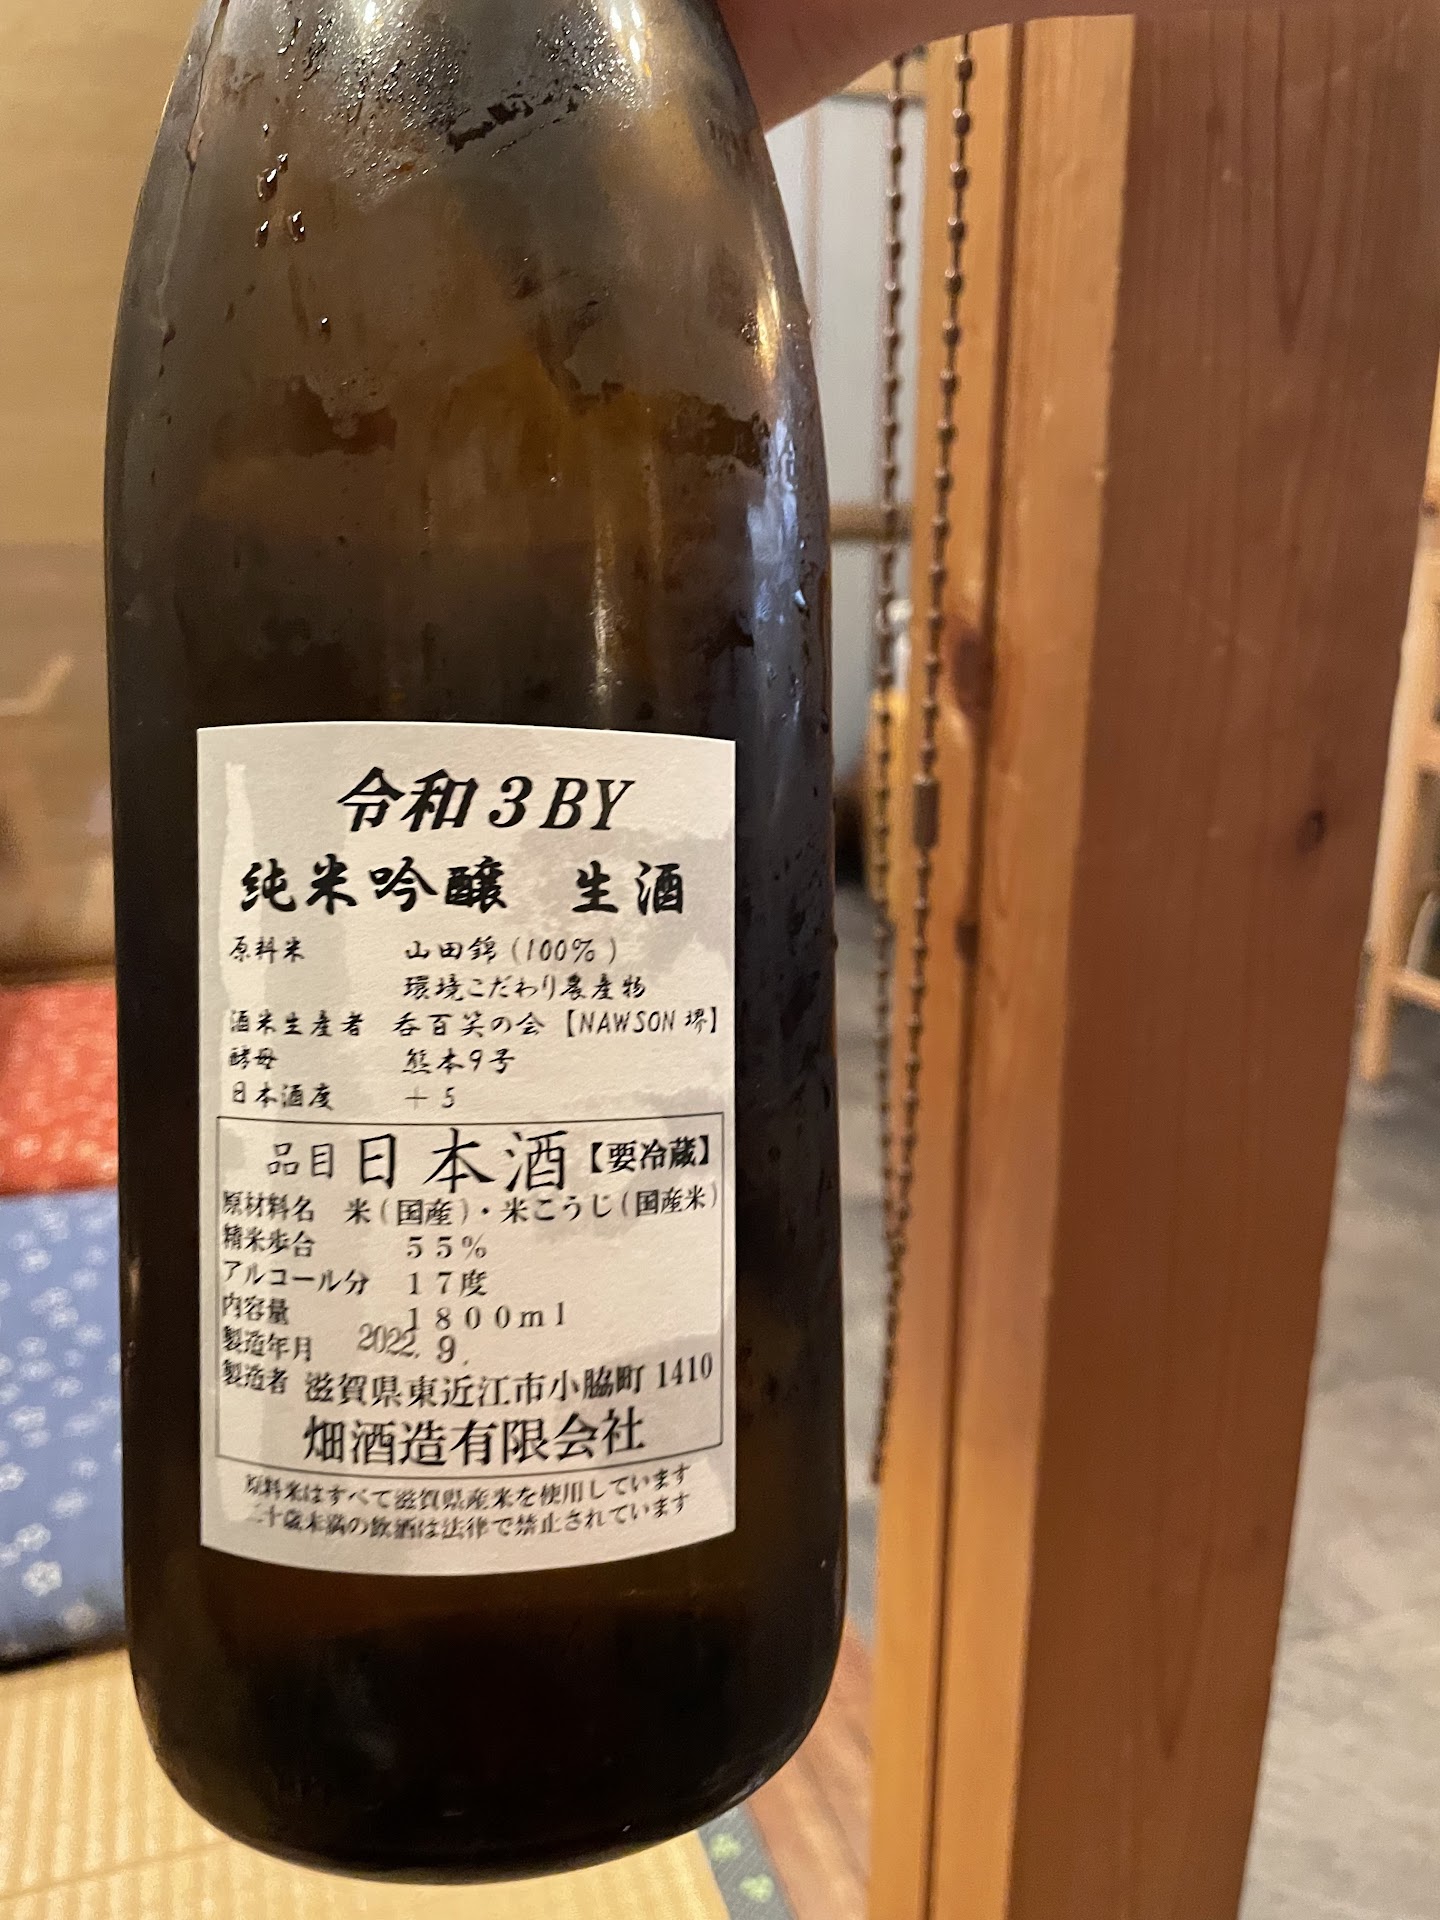 令和3BY
純米吟醸 生酒
原料米 山田錦(100%)
環境こだわり農産物
酒米生産者 呑百笑の会【NAWSON 堺】
酵母 熊本9号
日本酒度 +5
品目 日本酒【要冷蔵】
原材料名 米(国産)・米こうじ(国産米)
精米歩合 55%
アルコール分 17度
内容量 1800ml
製造年月 2022.9.
製造者 滋賀県東近江市小脇町1410
畑酒造有限会社
原料米はすべて滋賀県産米を使用しています
二十歳未満の飲酒は法律で禁止されています